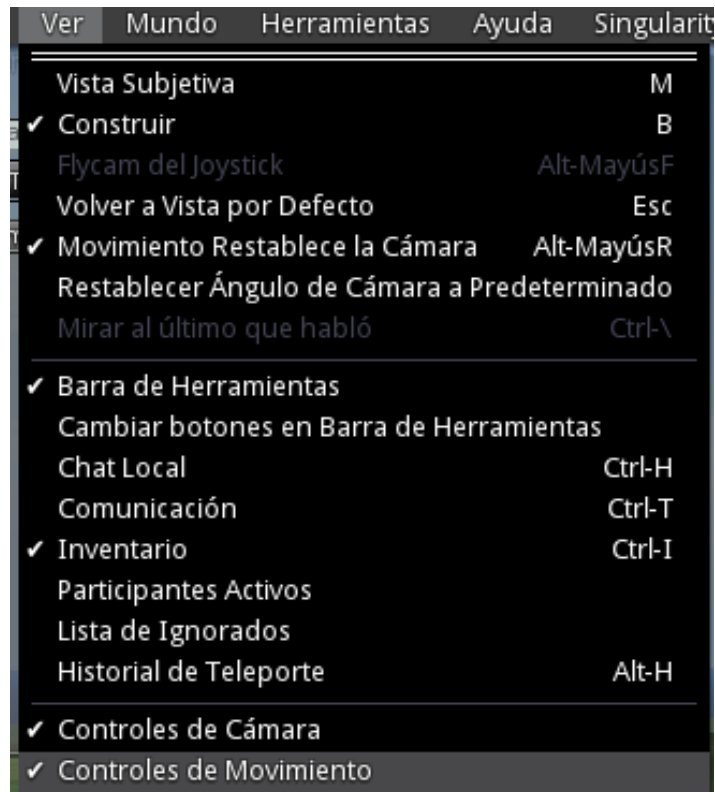 Ver Mundo Herramientas Ayuda Singularity
Vista Subjetiva M
✔ Construir B
Flycam del Joystick Alt-MayúsF
Volver a Vista por Defecto Esc
✔ Movimiento Restablece la Cámara Alt-MayúsR
Restablecer Ángulo de Cámara a Predeterminado
Mirar al último que habló Ctrl-\
✔ Barra de Herramientas
Cambiar botones en Barra de Herramientas
Chat Local Ctrl-H
Comunicación Ctrl-T
✔ Inventario Ctrl-I
Participantes Activos
Lista de Ignorados
Historial de Teleporte Alt-H
✔ Controles de Cámara
✔ Controles de Movimiento